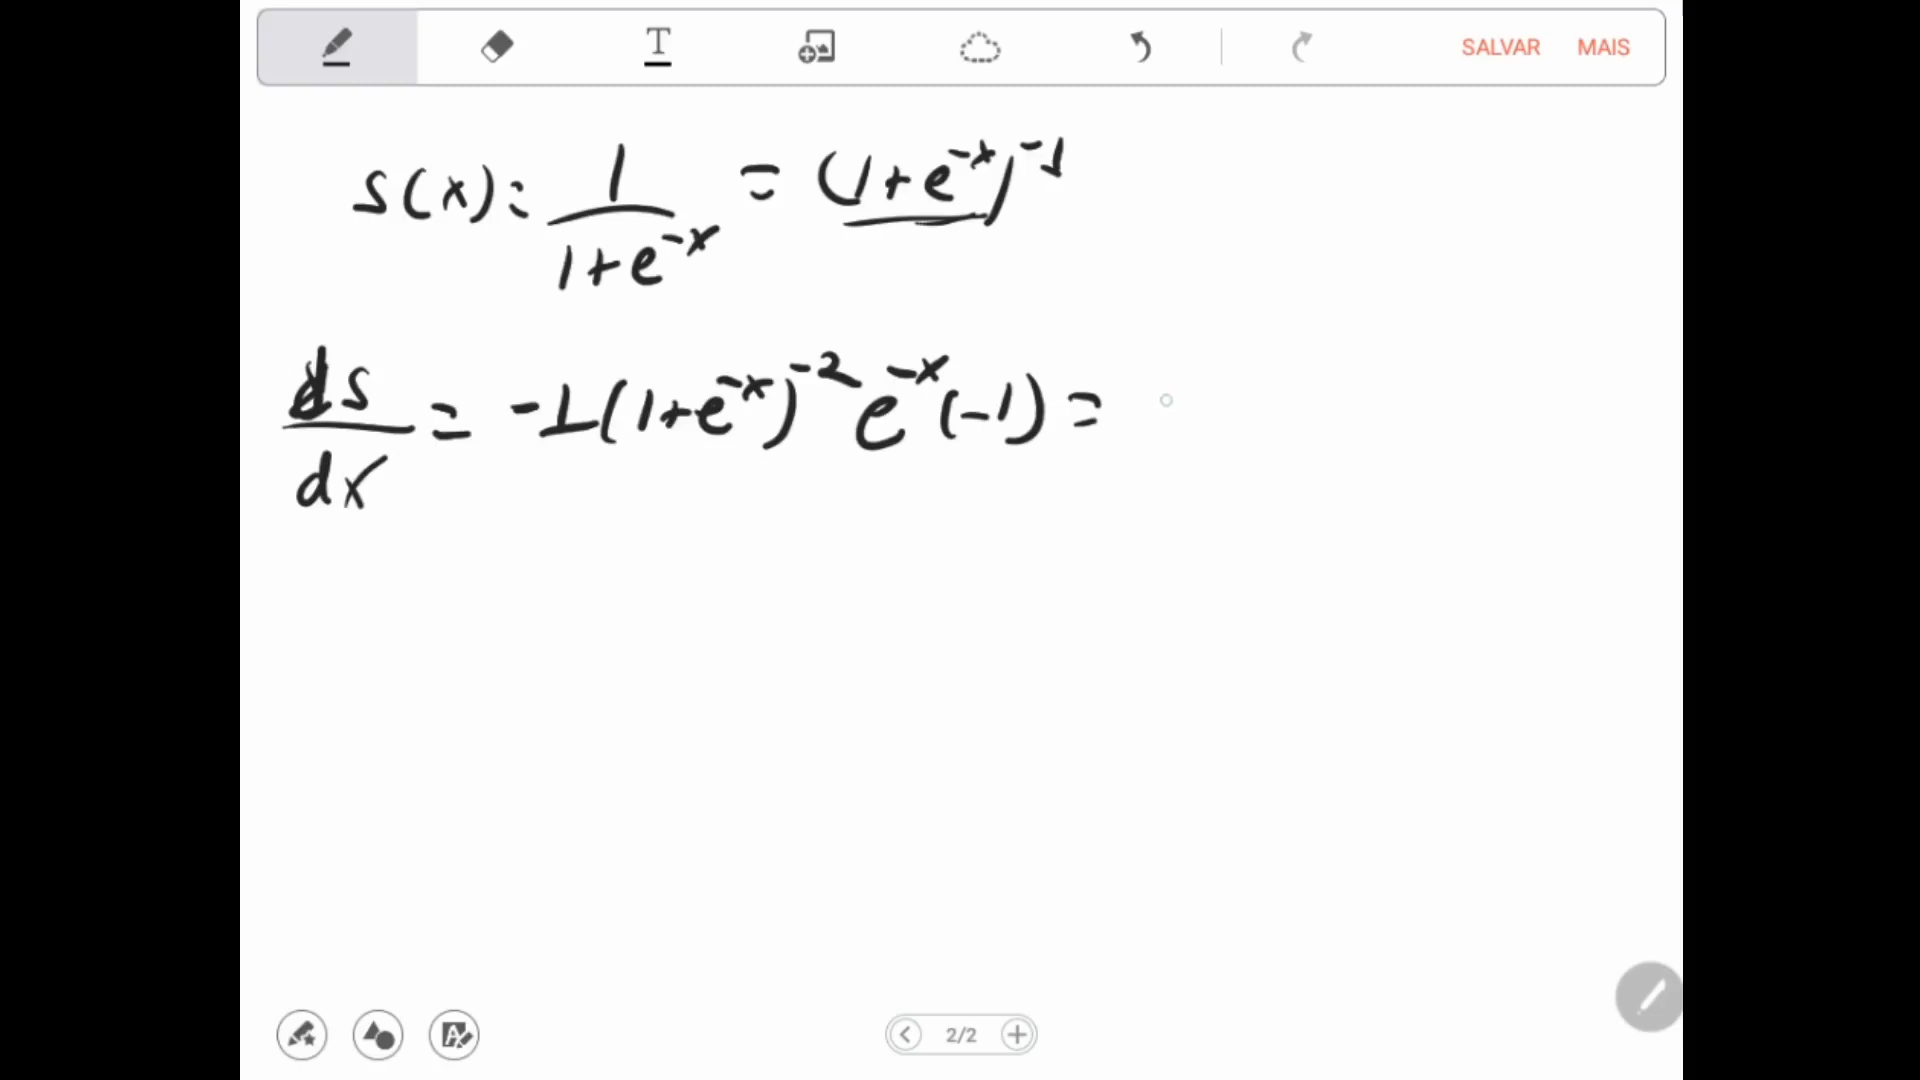 T SALVAR MAIS
s(x) = 1/(1+e^{-x}) = (1+e^{-x})^{-1}
ds/dx = -1(1+e^{-x})^{-2} e^{-x}(-1) =
2/2